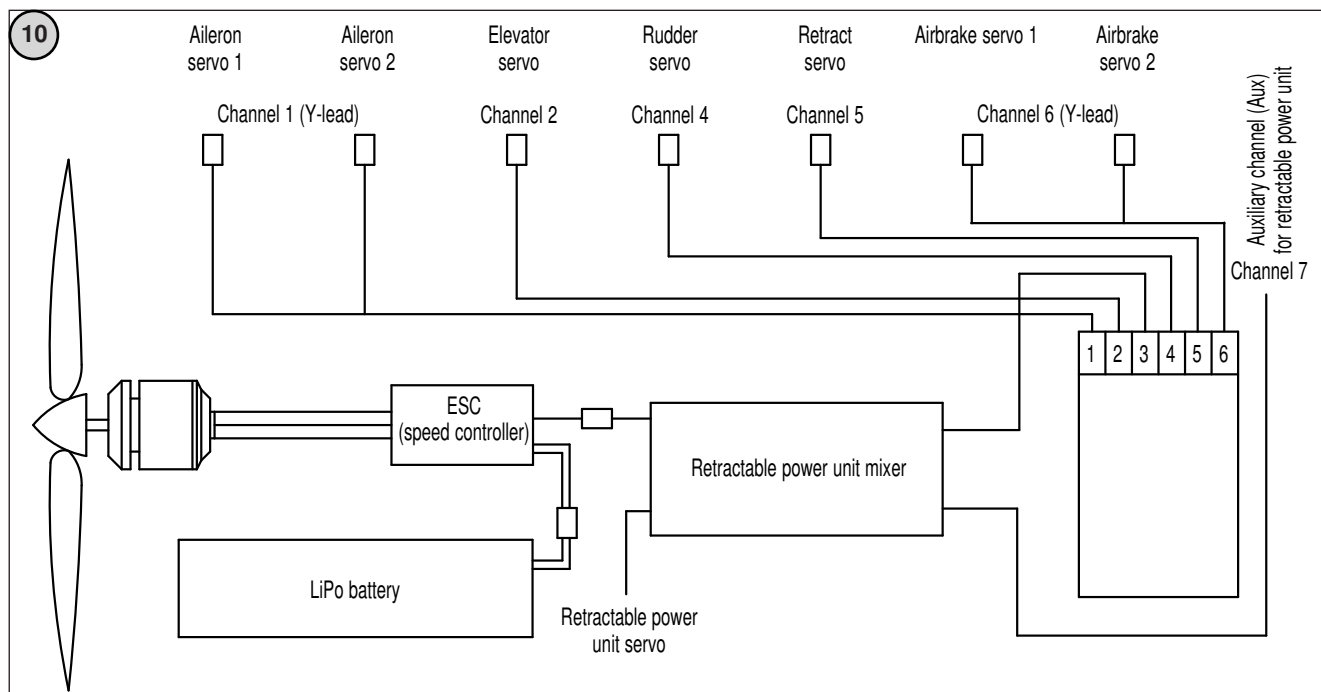 10
Aileron
servo 1
Aileron
servo 2
Elevator
servo
Rudder
servo
Retract
servo
Airbrake servo 1
Airbrake
servo 2
Channel 1 (Y-lead)
Channel 2
Channel 4
Channel 5
Channel 6 (Y-lead)
Auxiliary channel (Aux)
for retractable power unit
Channel 7
1 2 3 4 5 6
ESC
(speed controller)
Retractable power unit mixer
LiPo battery
Retractable power
unit servo